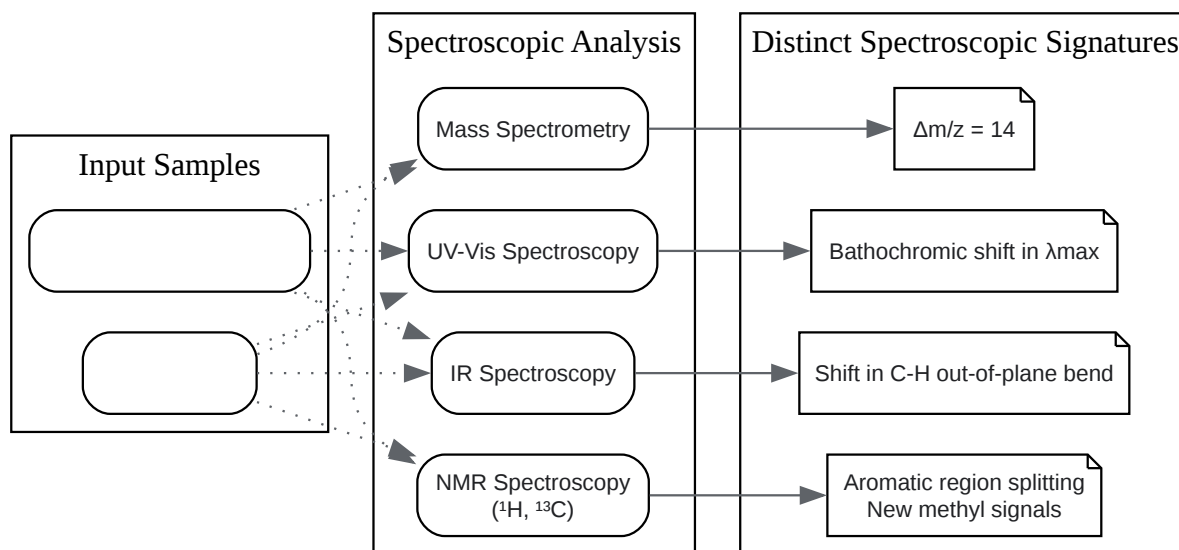 Input Samples
Spectroscopic Analysis
Mass Spectrometry
UV-Vis Spectroscopy
IR Spectroscopy
NMR Spectroscopy
(¹H, ¹³C)
Distinct Spectroscopic Signatures
Δm/z = 14
Bathochromic shift in λmax
Shift in C-H out-of-plane bend
Aromatic region splitting
New methyl signals